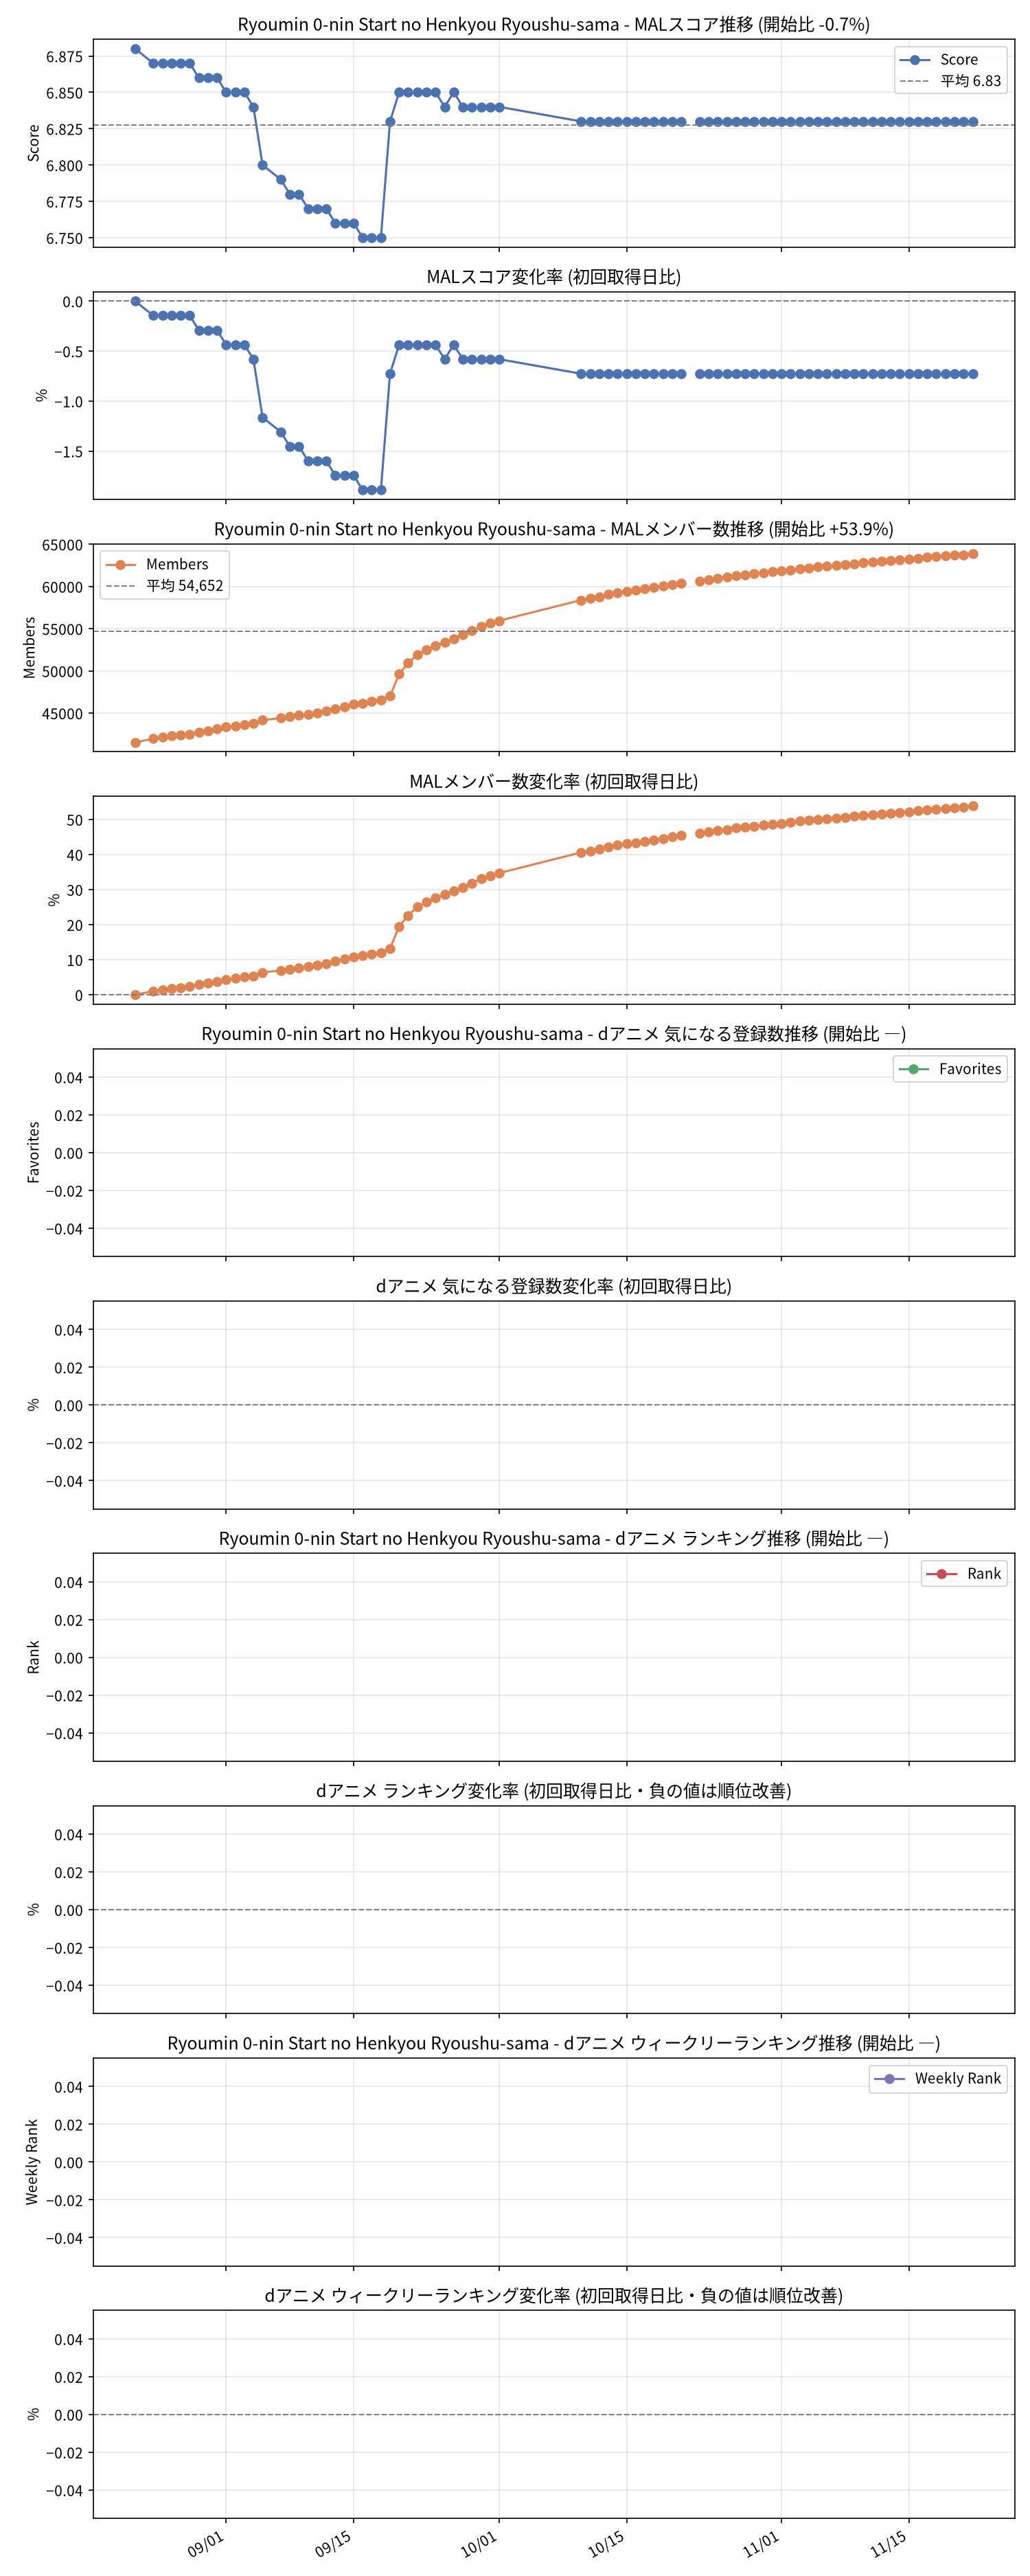 Ryoumin 0-nin Start no Henkyou Ryoushu-sama - MALスコア推移 (開始比 -0.7%)
Score
6.875
6.850
6.825
6.800
6.775
6.750
Score
平均 6.83
MALスコア変化率 (初回取得日比)
%
0.0
−0.5
−1.0
−1.5
Ryoumin 0-nin Start no Henkyou Ryoushu-sama - MALメンバー数推移 (開始比 +53.9%)
Members
65000
60000
55000
50000
45000
Members
平均 54,652
MALメンバー数変化率 (初回取得日比)
%
50
40
30
20
10
0
Ryoumin 0-nin Start no Henkyou Ryoushu-sama - dアニメ 気になる登録数推移 (開始比 —)
Favorites
0.04
0.02
0.00
−0.02
−0.04
Favorites
dアニメ 気になる登録数変化率 (初回取得日比)
%
0.04
0.02
0.00
−0.02
−0.04
Ryoumin 0-nin Start no Henkyou Ryoushu-sama - dアニメ ランキング推移 (開始比 —)
Rank
0.04
0.02
0.00
−0.02
−0.04
Rank
dアニメ ランキング変化率 (初回取得日比・負の値は順位改善)
%
0.04
0.02
0.00
−0.02
−0.04
Ryoumin 0-nin Start no Henkyou Ryoushu-sama - dアニメ ウィークリーランキング推移 (開始比 —)
Weekly Rank
0.04
0.02
0.00
−0.02
−0.04
Weekly Rank
dアニメ ウィークリーランキング変化率 (初回取得日比・負の値は順位改善)
%
0.04
0.02
0.00
−0.02
−0.04
09/01
09/15
10/01
10/15
11/01
11/15